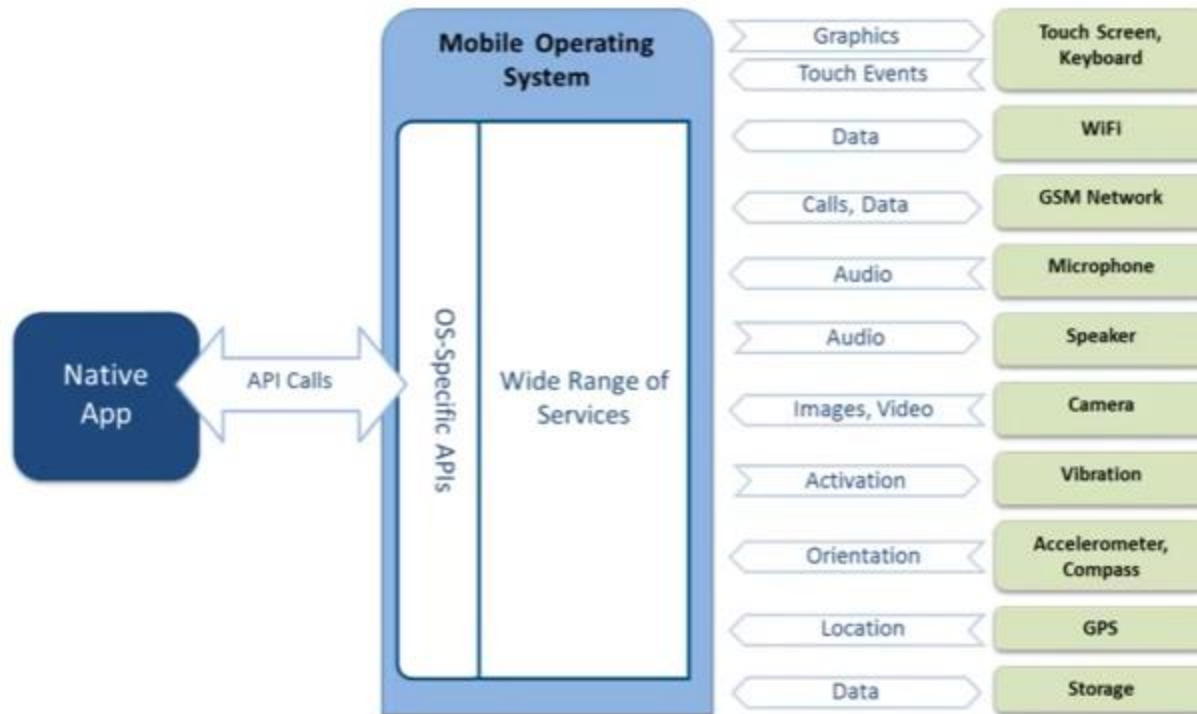 Mobile Operating
System
Graphics
Touch Screen,
Keyboard
Touch Events
Data
WiFi
Calls, Data
GSM Network
Audio
Microphone
Audio
Speaker
Images, Video
Camera
Activation
Vibration
Orientation
Accelerometer,
Compass
Location
GPS
Data
Storage
Native
App
API Calls
OS-Specific APIs
Wide Range of
Services